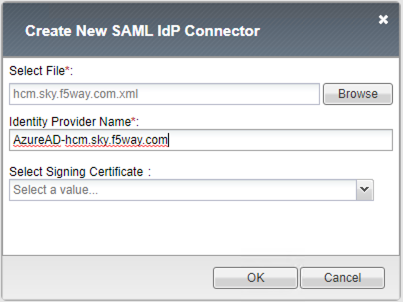 Create New SAML IdP Connector
Select File*:
hcm.sky.f5way.com.xml Browse
Identity Provider Name*:
AzureAD-hcm.sky.f5way.com
Select Signing Certificate :
Select a value...
OK Cancel